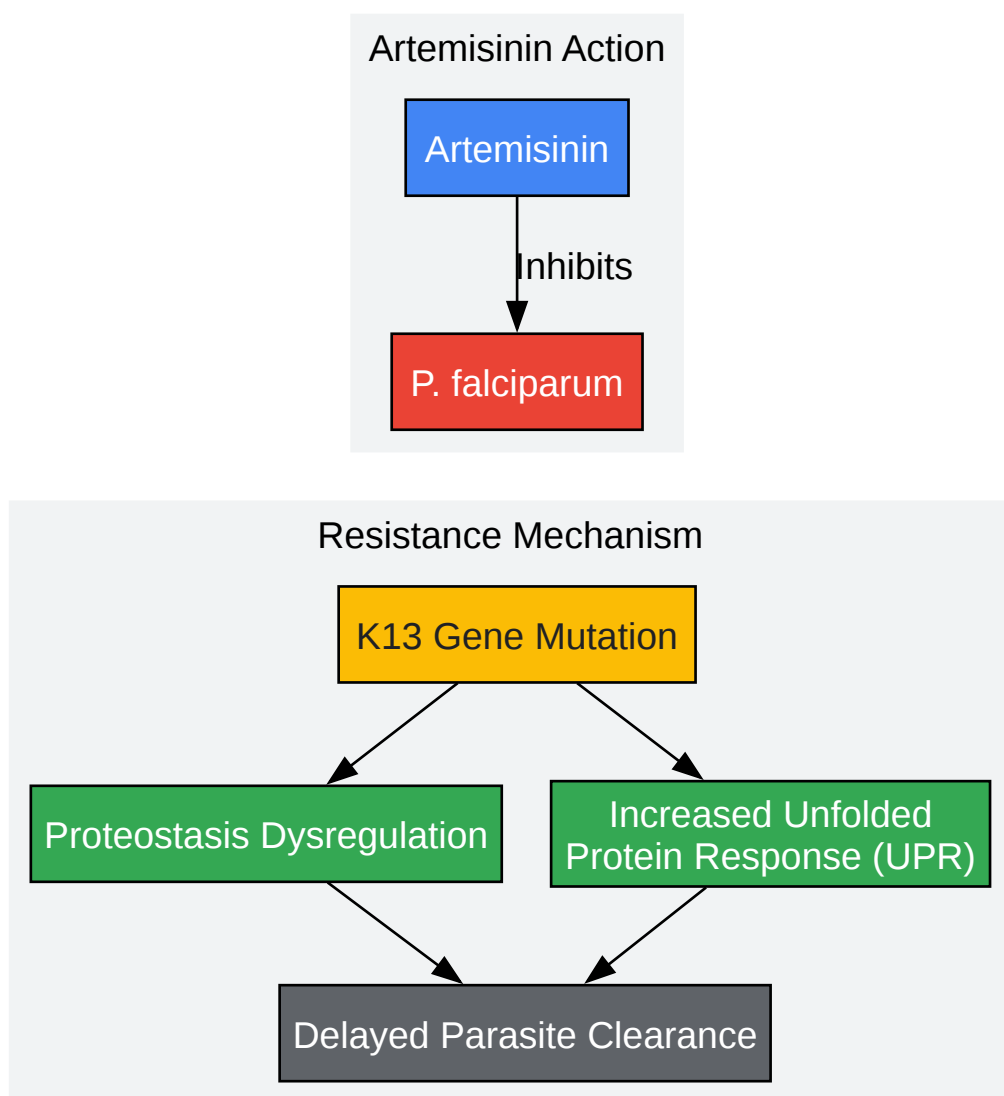 Artemisinin Action
Artemisinin
Inhibits
P. falciparum
Resistance Mechanism
K13 Gene Mutation
Proteostasis Dysregulation
Increased Unfolded
Protein Response (UPR)
Delayed Parasite Clearance